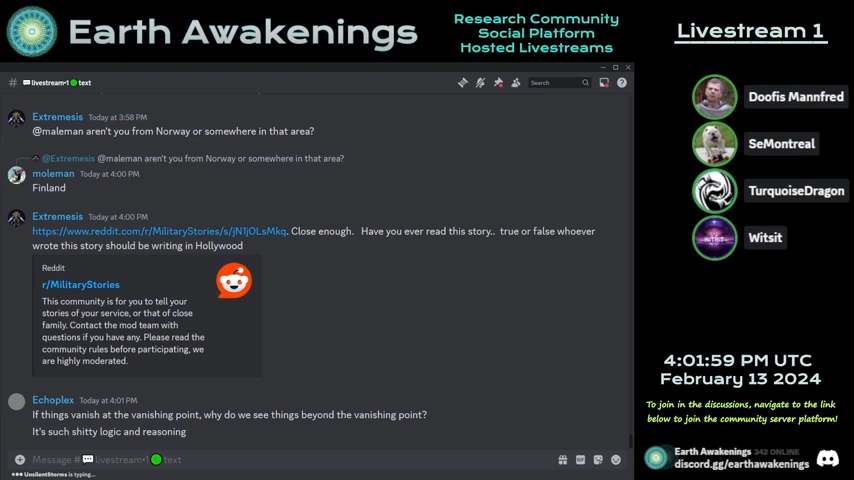 Earth Awakenings
Research Community
Social Platform
Hosted Livestreams
Livestream 1
# livestream•1 text
Search
Extremesis Today at 3:58 PM
@maleman aren't you from Norway or somewhere in that area?
@Extremesis @maleman aren't you from Norway or somewhere in that area?
moleman Today at 4:00 PM
Finland
Extremesis Today at 4:00 PM
https://www.reddit.com/r/MilitaryStories/s/jN1jOLsMkq. Close enough. Have you ever read this story.. true or false whoever
wrote this story should be writing in Hollywood
Reddit
r/MilitaryStories
This community is for you to tell your
stories of your service, or that of close
family. Contact the mod team with
questions if you have any. Please read the
community rules before participating, we
are highly moderated.
Echoplex Today at 4:01 PM
If things vanish at the vanishing point, why do we see things beyond the vanishing point?
It's such shitty logic and reasoning
Message # livestream•1 text
UnsilentStorms is typing...
Doofis Mannfred
SeMontreal
TurquoiseDragon
WITSIT
Witsit
4:01:59 PM UTC
February 13 2024
To join in the discussions, navigate to the link
below to join the community server platform!
Earth Awakenings 342 ONLINE
discord.gg/earthawakenings